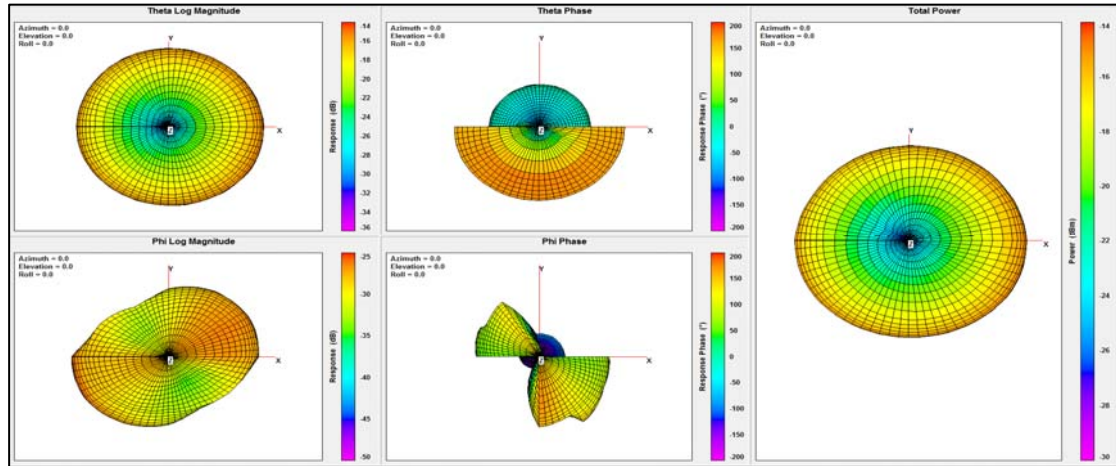 Theta Log Magnitude
Azimuth = 0.0
Elevation = 0.0
Roll = 0.0
Y
X
Z
Response (dB)
-14
-16
-18
-20
-22
-24
-26
-28
-30
-32
-34
-36
Theta Phase
Azimuth = 0.0
Elevation = 0.0
Roll = 0.0
Y
X
Z
Response Phase (°)
200
150
100
50
0
-50
-100
-150
-200
Total Power
Azimuth = 0.0
Elevation = 0.0
Roll = 0.0
Y
X
Z
Power (dBm)
-14
-16
-18
-20
-22
-24
-26
-28
-30
Phi Log Magnitude
Azimuth = 0.0
Elevation = 0.0
Roll = 0.0
Y
X
Z
Response (dB)
-25
-30
-35
-40
-45
-50
Phi Phase
Azimuth = 0.0
Elevation = 0.0
Roll = 0.0
Y
X
Z
Response Phase (°)
200
150
100
50
0
-50
-100
-150
-200